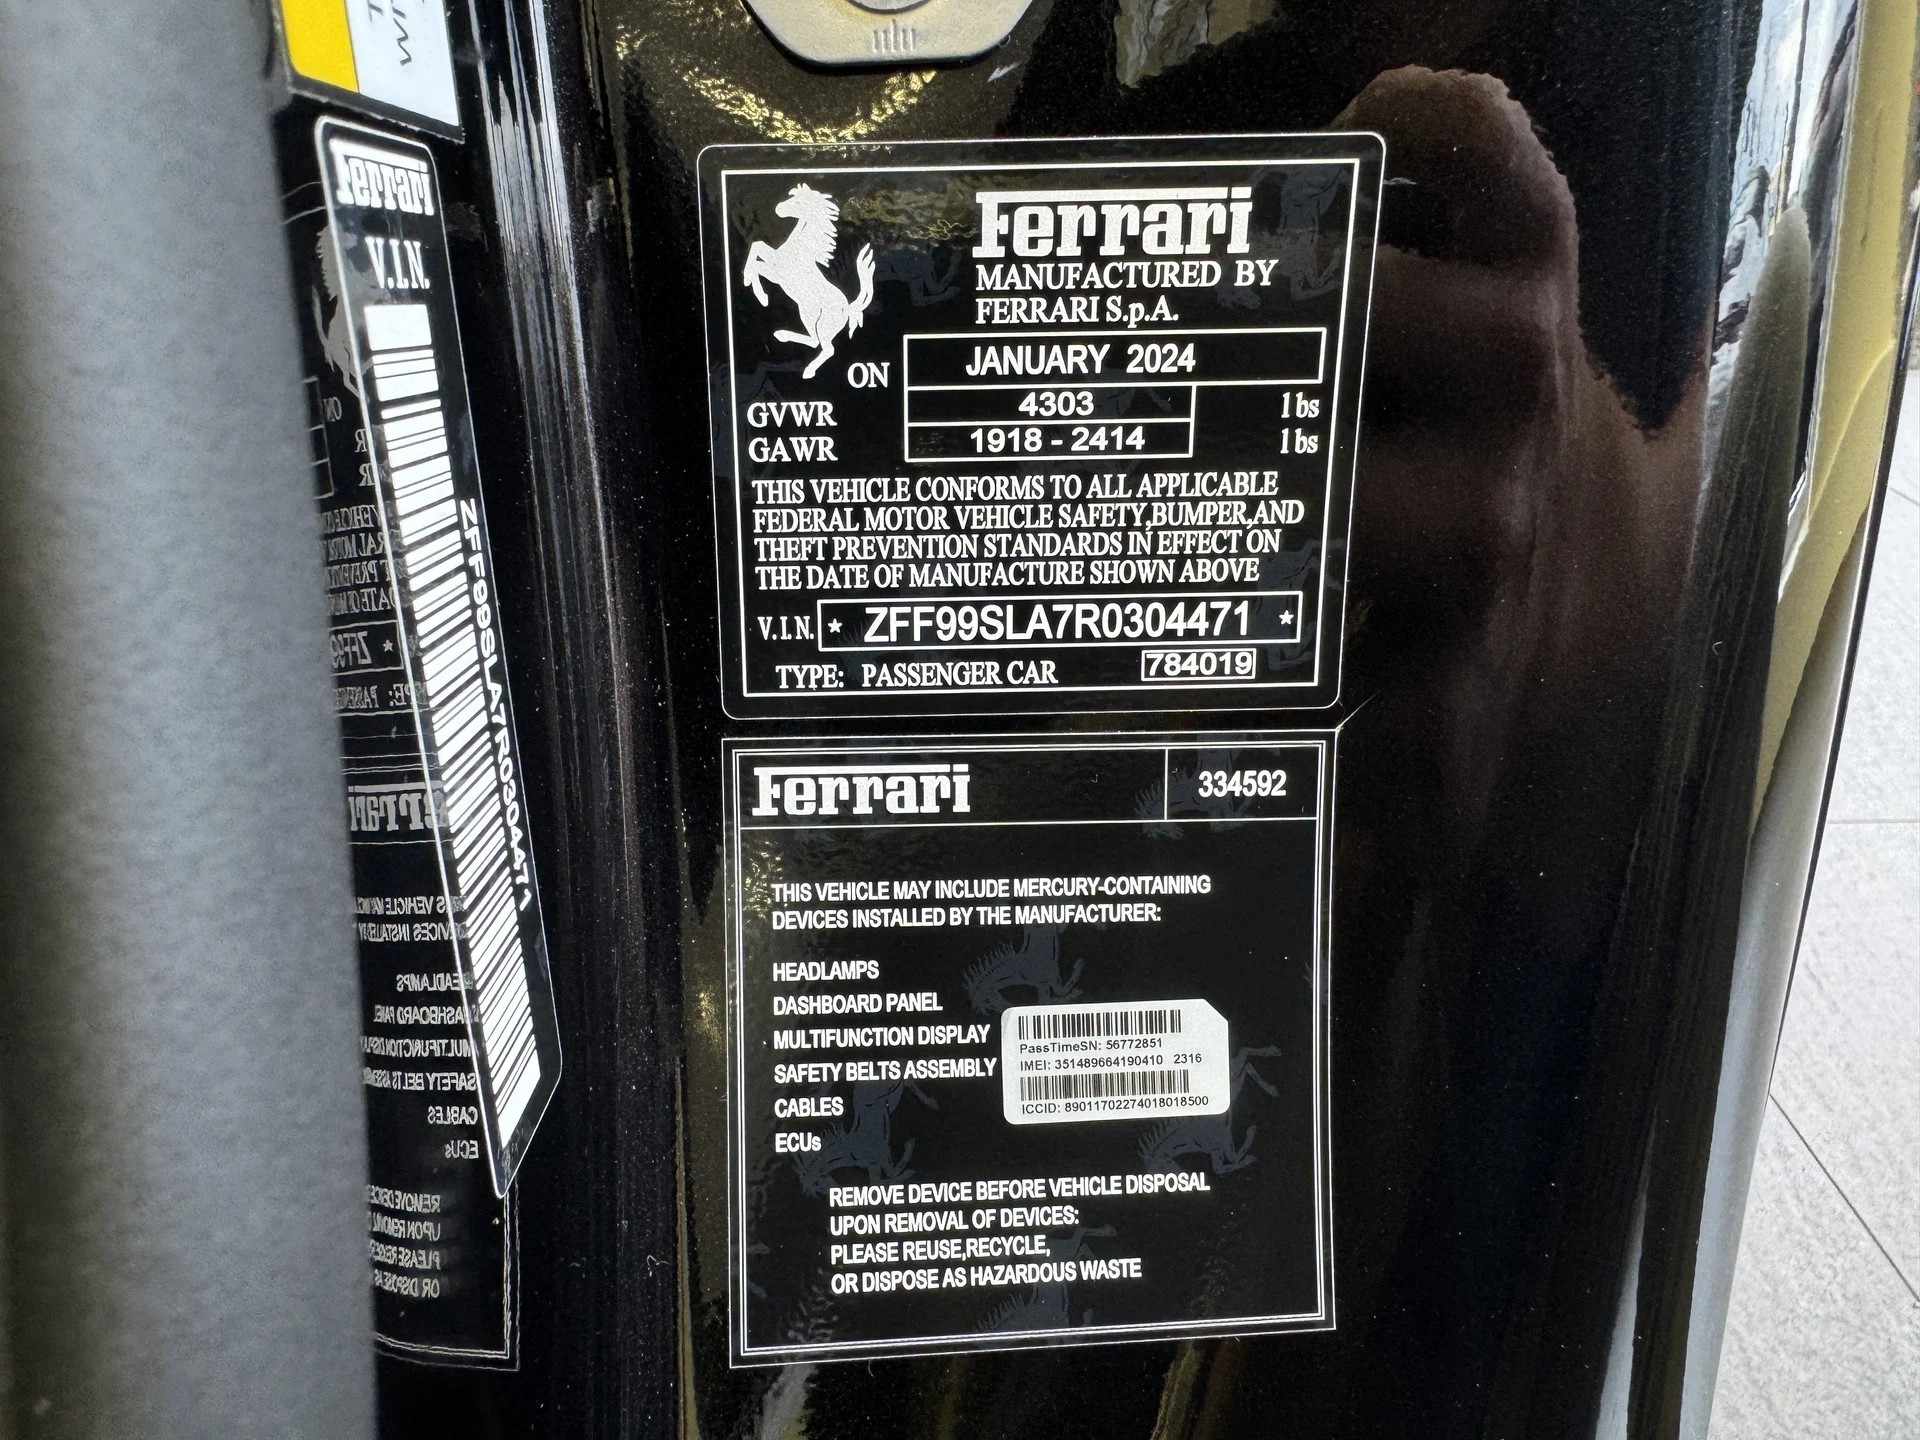 Ferrari
V.I.N.
ZFF99SLA7R0304471
Ferrari
MANUFACTURED BY
FERRARI S.p.A.
ON JANUARY 2024
GVWR 4303 lbs
GAWR 1918 - 2414 lbs
THIS VEHICLE CONFORMS TO ALL APPLICABLE
FEDERAL MOTOR VEHICLE SAFETY,BUMPER,AND
THEFT PREVENTION STANDARDS IN EFFECT ON
THE DATE OF MANUFACTURE SHOWN ABOVE
V.I.N. * ZFF99SLA7R0304471 *
TYPE: PASSENGER CAR 784019
Ferrari 334592
THIS VEHICLE MAY INCLUDE MERCURY-CONTAINING
DEVICES INSTALLED BY THE MANUFACTURER:
HEADLAMPS
DASHBOARD PANEL
MULTIFUNCTION DISPLAY
SAFETY BELTS ASSEMBLY
CABLES
ECUs
PassTimeSN: 56772851
IMEI: 351489664190410 2316
ICCID: 89011702274018018500
REMOVE DEVICE BEFORE VEHICLE DISPOSAL
UPON REMOVAL OF DEVICES:
PLEASE REUSE,RECYCLE,
OR DISPOSE AS HAZARDOUS WASTE